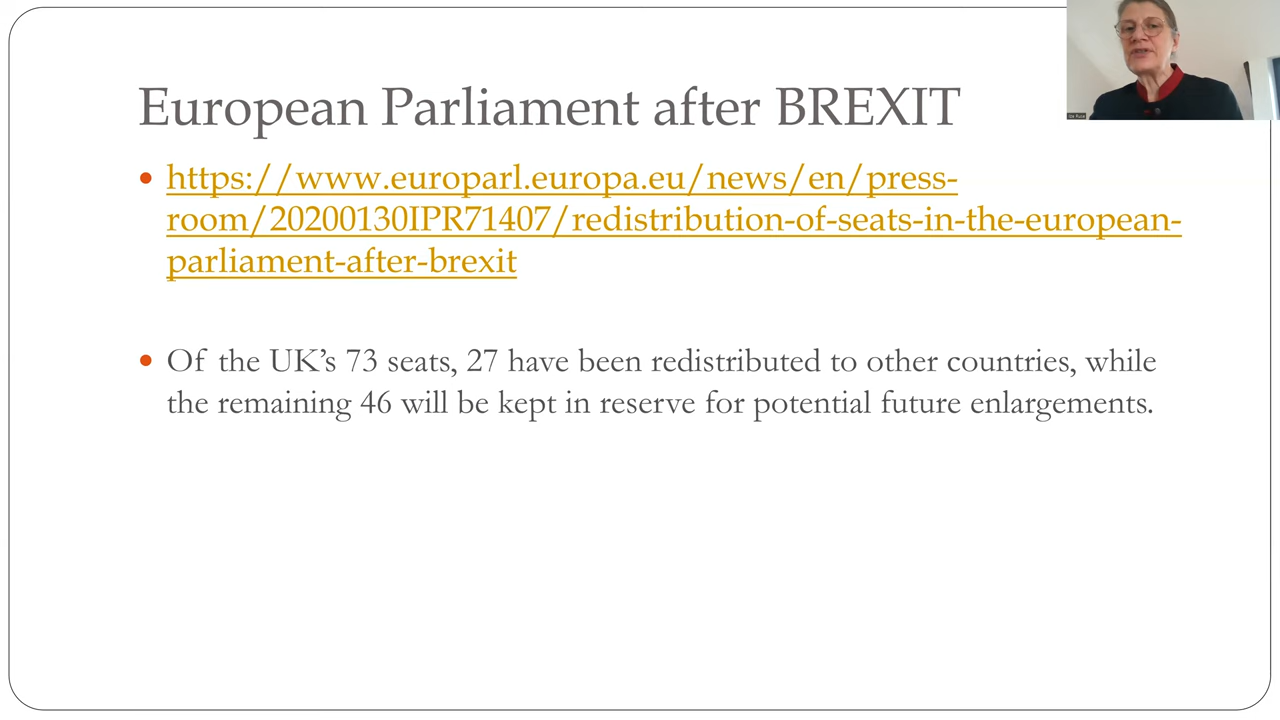 European Parliament after BREXIT
• https://www.europarl.europa.eu/news/en/press-
room/20200130IPR71407/redistribution-of-seats-in-the-european-
parliament-after-brexit
• Of the UK’s 73 seats, 27 have been redistributed to other countries, while
the remaining 46 will be kept in reserve for potential future enlargements.